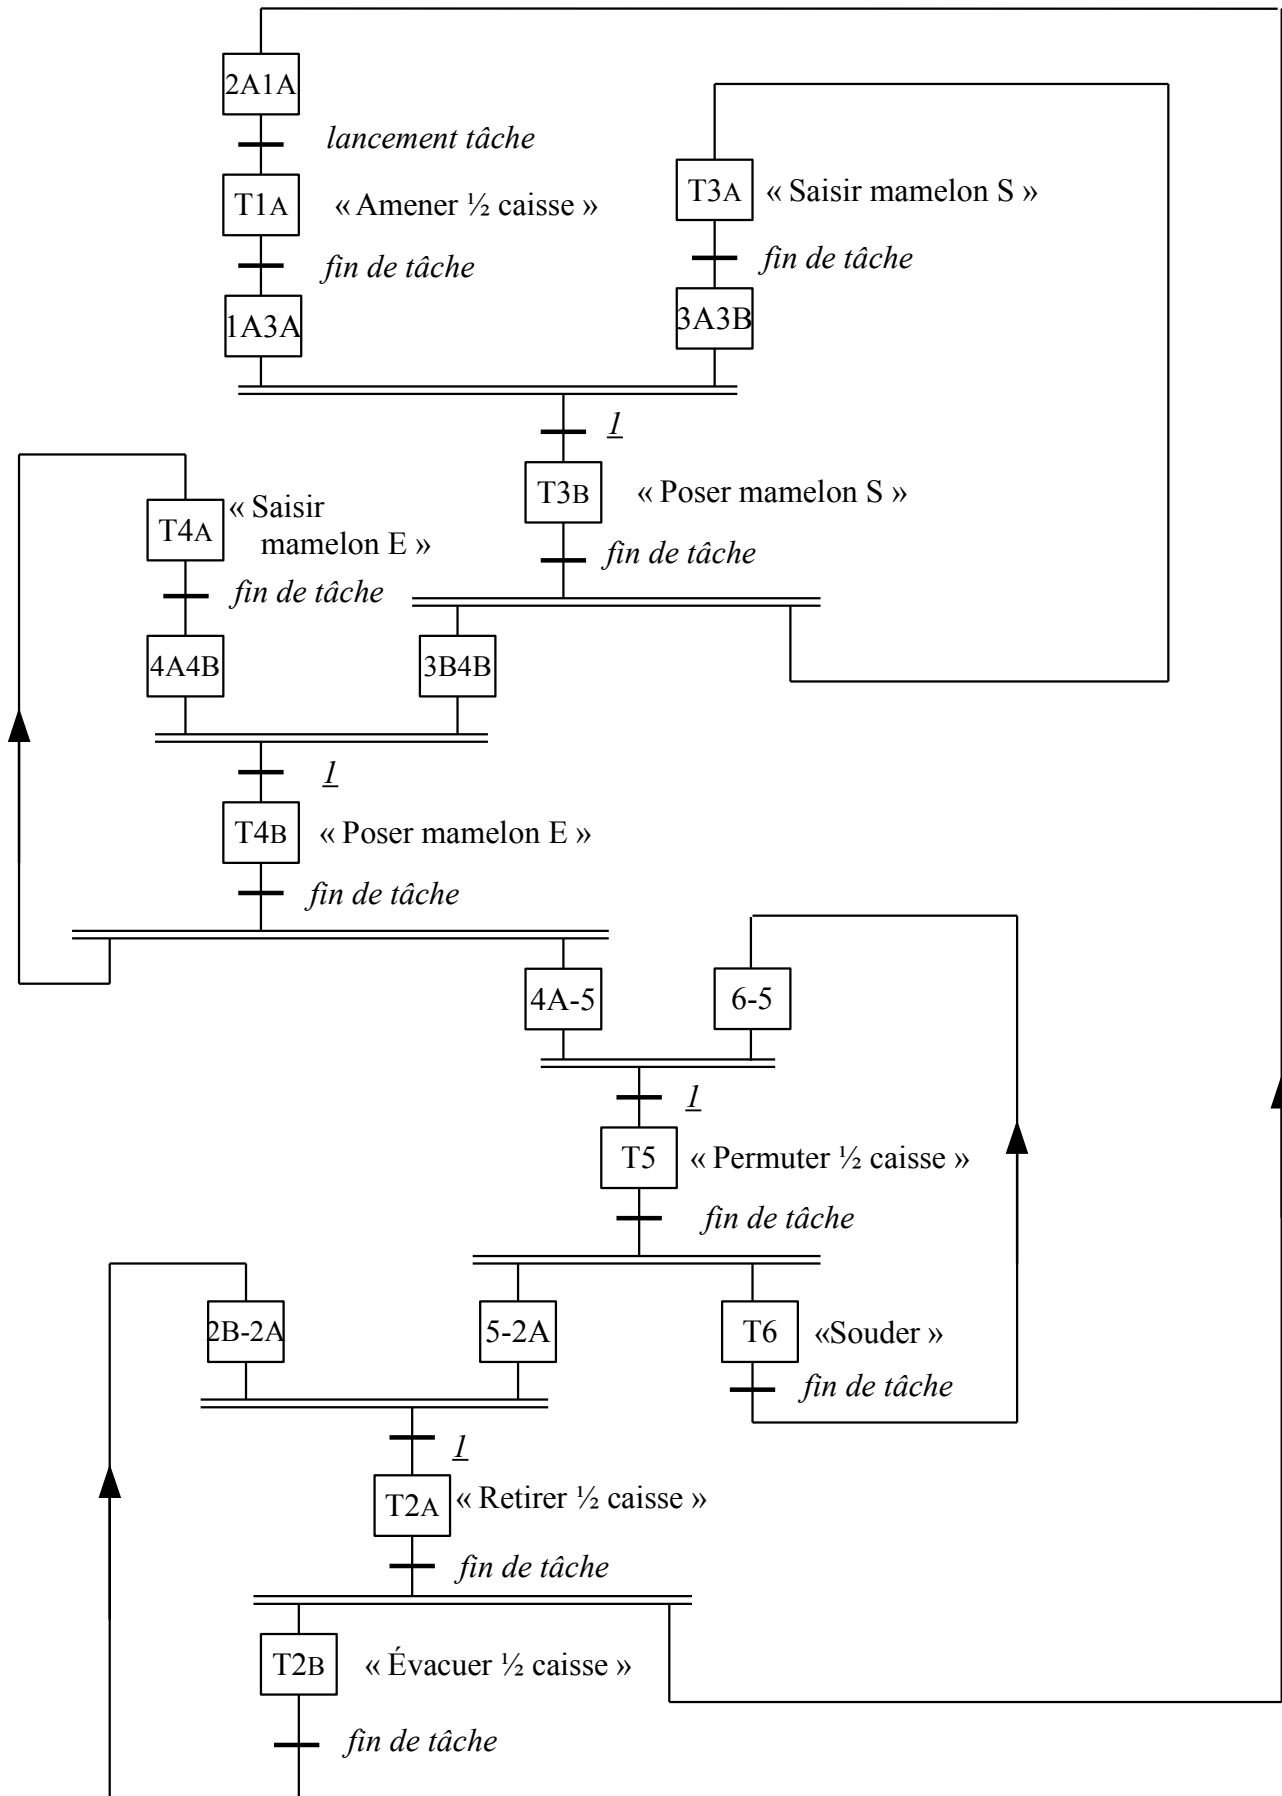 2A1A
lancement tâche
T1A « Amener ½ caisse »
T3A « Saisir mamelon S »
fin de tâche
fin de tâche
1A3A
3A3B
1
T3B « Poser mamelon S »
T4A « Saisir
mamelon E »
fin de tâche
fin de tâche
4A4B
3B4B
1
T4B « Poser mamelon E »
fin de tâche
4A-5
6-5
1
T5 « Permuter ½ caisse »
fin de tâche
2B-2A
5-2A
T6 «Souder »
fin de tâche
1
T2A « Retirer ½ caisse »
fin de tâche
T2B « Évacuer ½ caisse »
fin de tâche